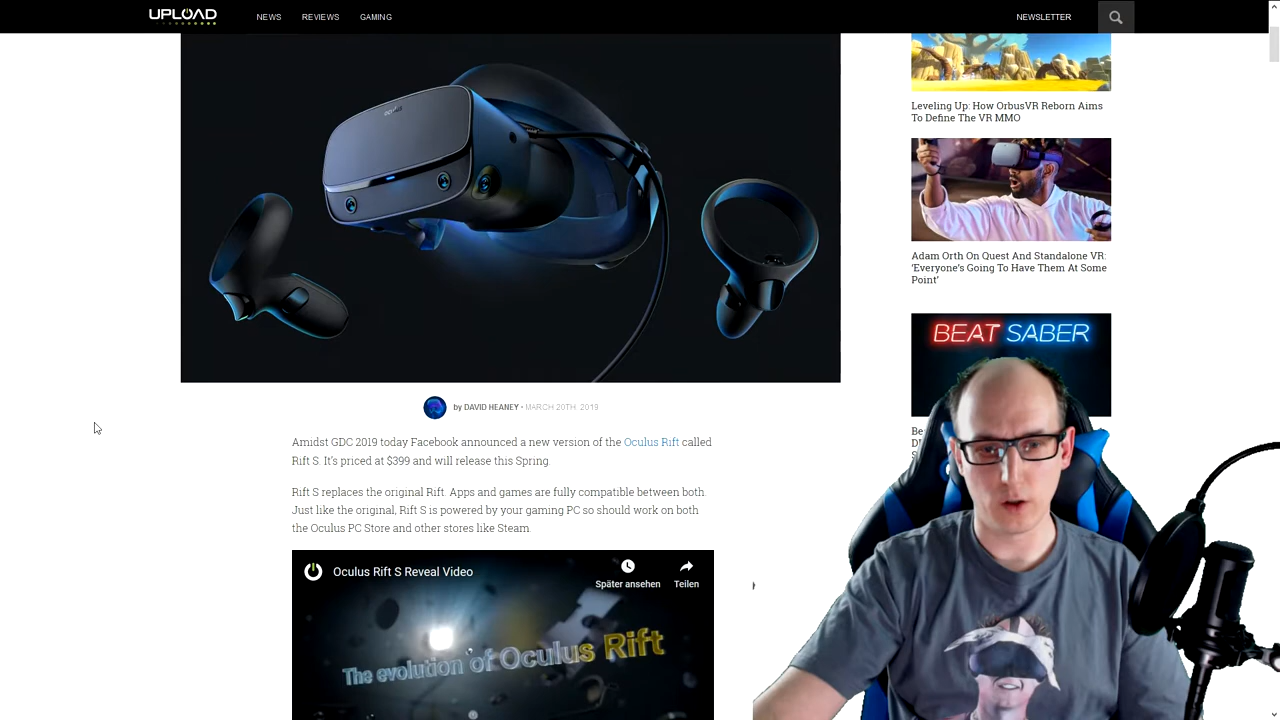 UPLOAD
NEWS
REVIEWS
GAMING
NEWSLETTER
oculus
by DAVID HEANEY • MARCH 20TH, 2019
Amidst GDC 2019 today Facebook announced a new version of the Oculus Rift called
Rift S. It's priced at $399 and will release this Spring.
Rift S replaces the original Rift. Apps and games are fully compatible between both.
Just like the original, Rift S is powered by your gaming PC so should work on both
the Oculus PC Store and other stores like Steam.
Oculus Rift S Reveal Video
Später ansehen
Teilen
The evolution of Oculus Rift
Leveling Up: How OrbusVR Reborn Aims
To Define The VR MMO
Adam Orth On Quest And Standalone VR:
'Everyone's Going To Have Them At Some
Point'
BEAT SABER